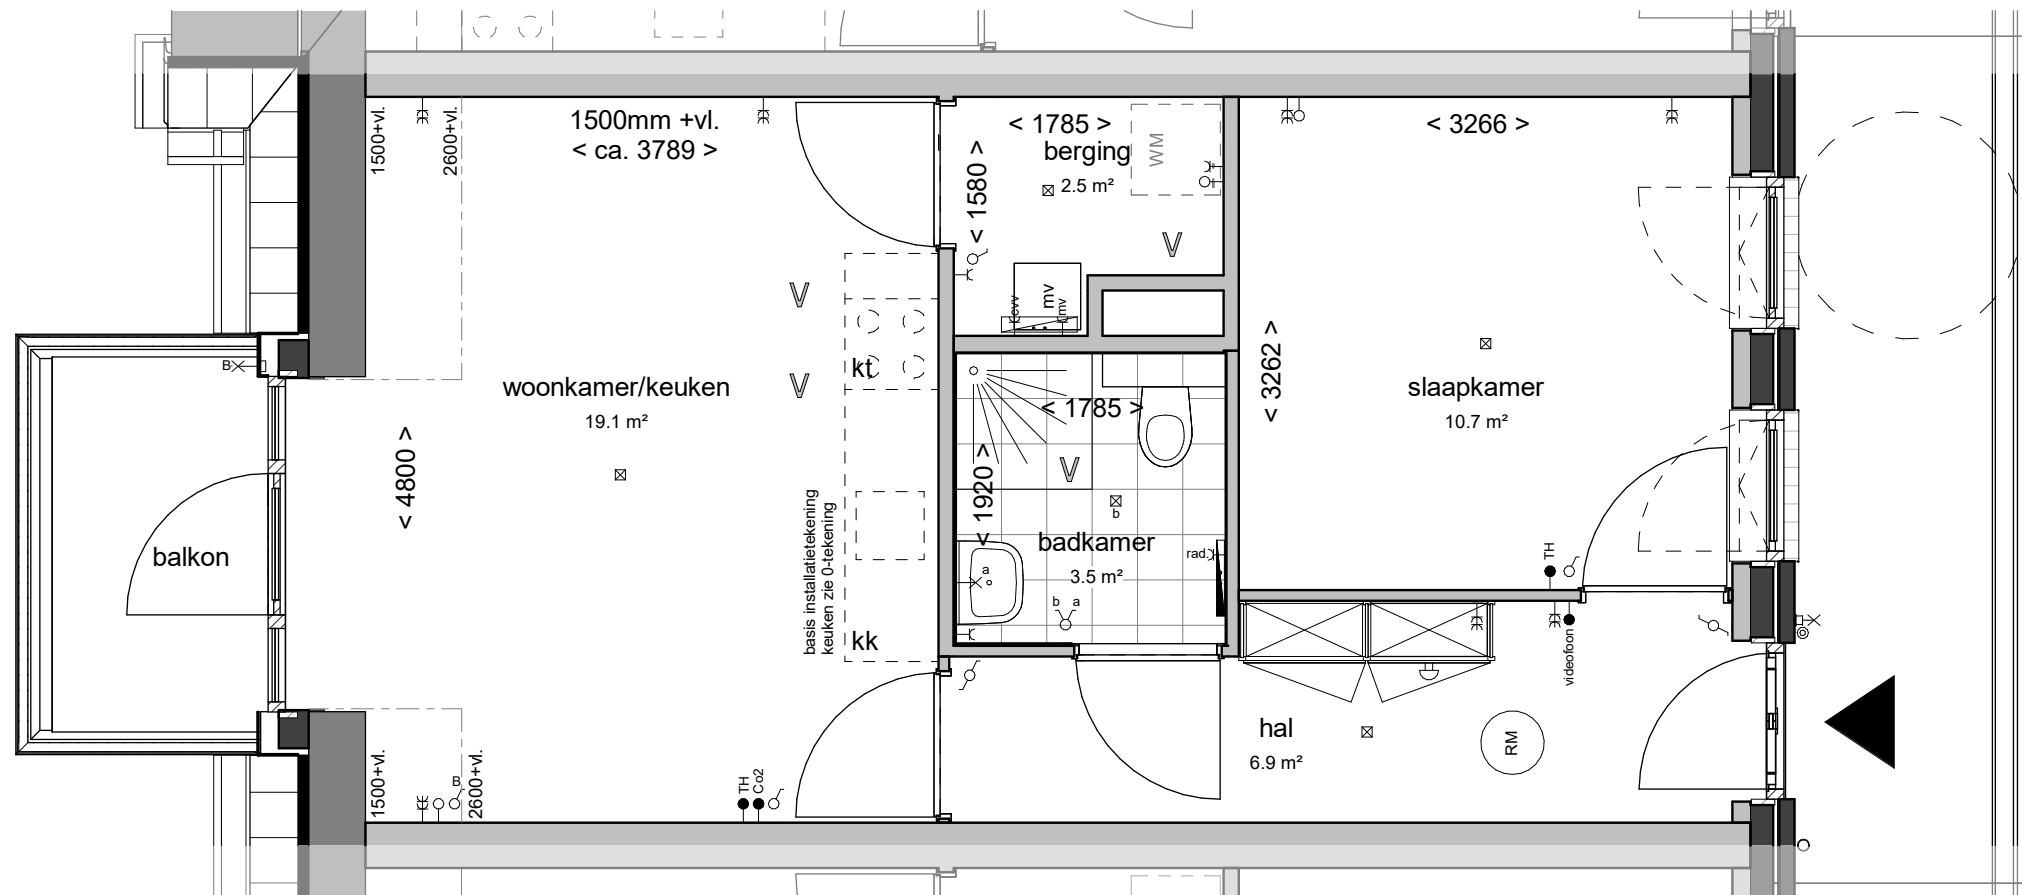 1500+vl.
2600+vl.
1500mm +vl.
< ca. 3789 >
< 1785 >
berging
2.5 m²
WM
< 1580 >
< 3266 >
V
V
mv
cvv
mv
B
kt
V
woonkamer/keuken
19.1 m²
< 4800 >
< 1785 >
< 3262 >
slaapkamer
10.7 m²
V
< 1920 >
b
badkamer
3.5 m²
rad.
a
b a
balkon
basis installatietekening
keuken zie 0-tekening
kk
TH
videofoon
hal
6.9 m²
RM
1500+vl.
B
2600+vl.
TH
Co2